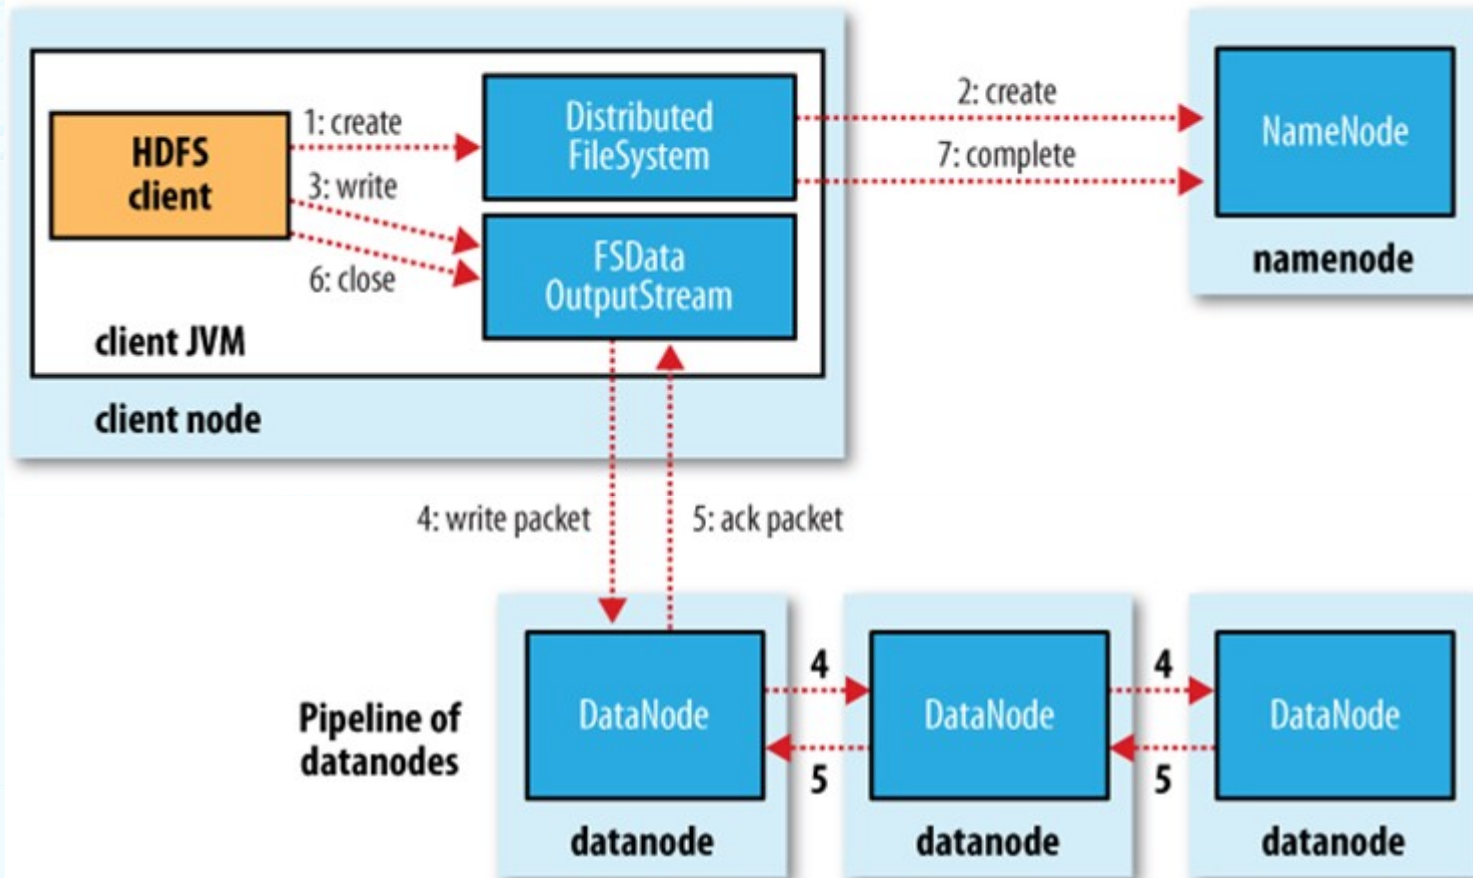 HDFS
client
1: create
3: write
6: close
Distributed
FileSystem
FSData
OutputStream
client JVM
client node
2: create
7: complete
NameNode
namenode
4: write packet
5: ack packet
Pipeline of
datanodes
DataNode
datanode
4
5
DataNode
datanode
4
5
DataNode
datanode